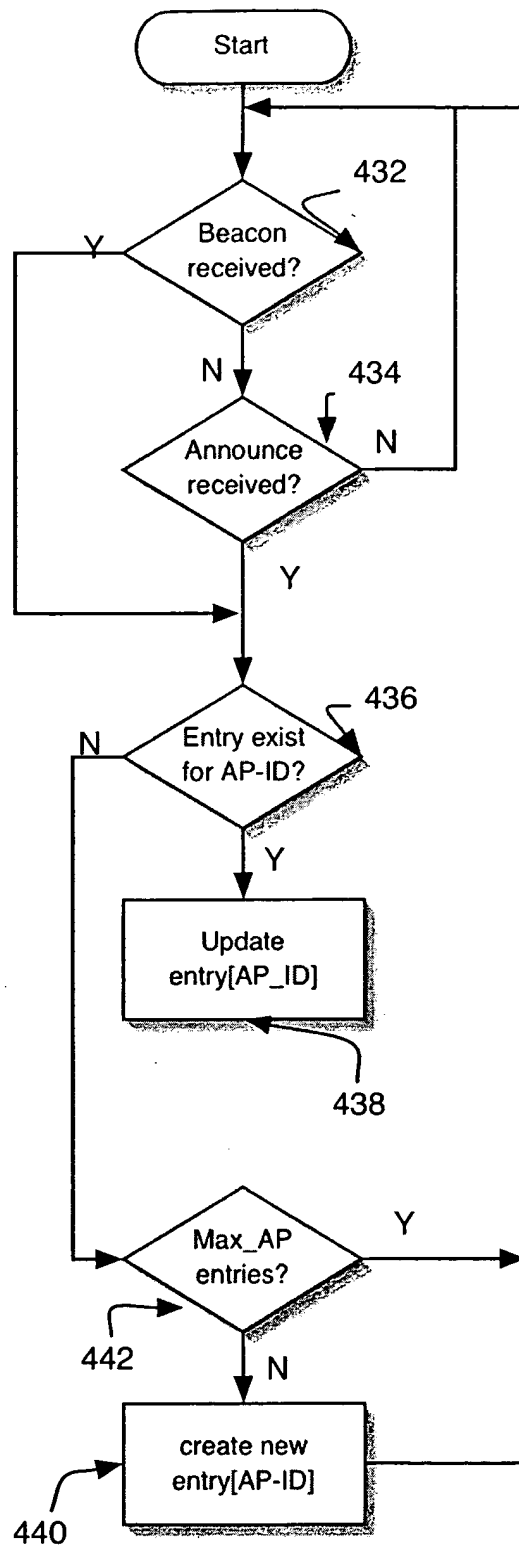 Start
432
Beacon
received?
Y
N
434
Announce
received?
N
Y
436
Entry exist
for AP-ID?
N
Y
Update
entry[AP_ID]
438
Max_AP
entries?
Y
442
N
create new
entry[AP-ID]
440